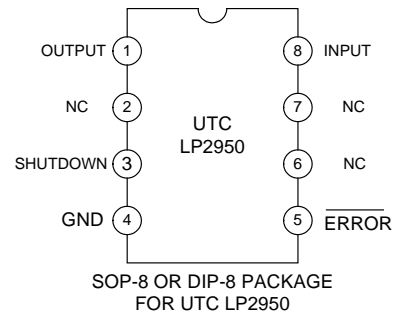 OUTPUT 1 8 INPUT
NC 2 7 NC
UTC
LP2950
SHUTDOWN 3 6 NC
GND 4 5 ERROR
SOP-8 OR DIP-8 PACKAGE
FOR UTC LP2950